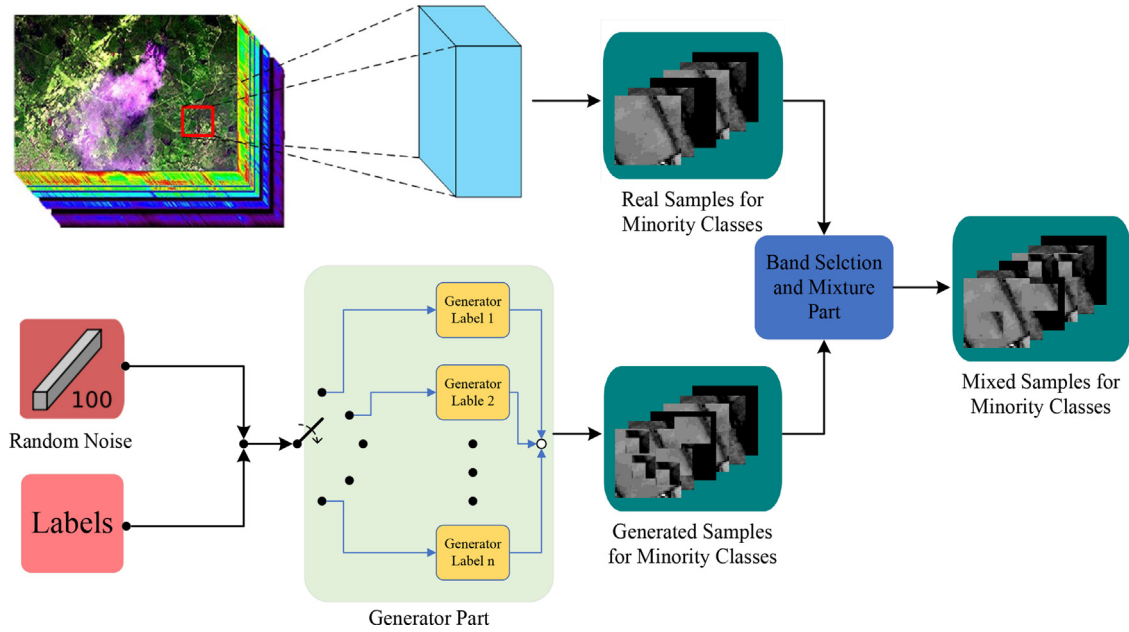 Real Samples for
Minority Classes
Band Selction
and Mixture
Part
Mixed Samples for
Minority Classes
100
Random Noise
Labels
Generator
Label 1
Generator
Lable 2
Generator
Label n
Generator Part
Generated Samples
for Minority Classes